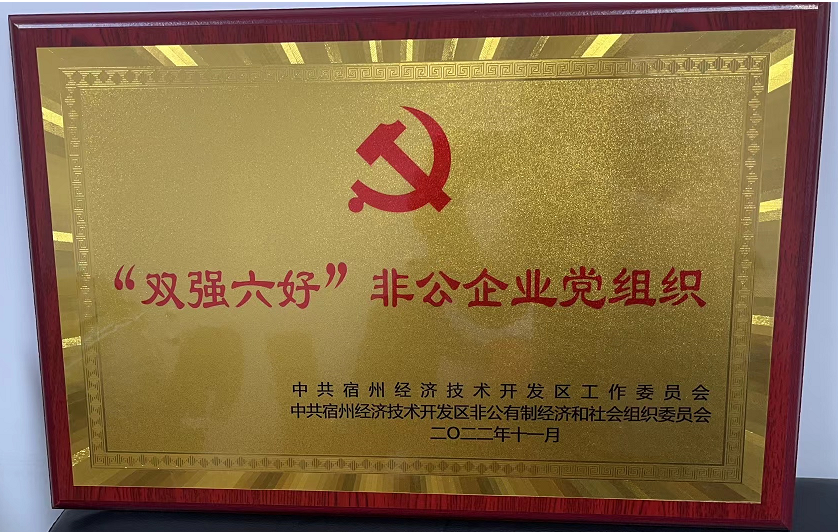 “双强六好”非公企业党组织
中共宿州经济技术开发区工作委员会
中共宿州经济技术开发区非公有制经济和社会组织委员会
二〇二二年十一月